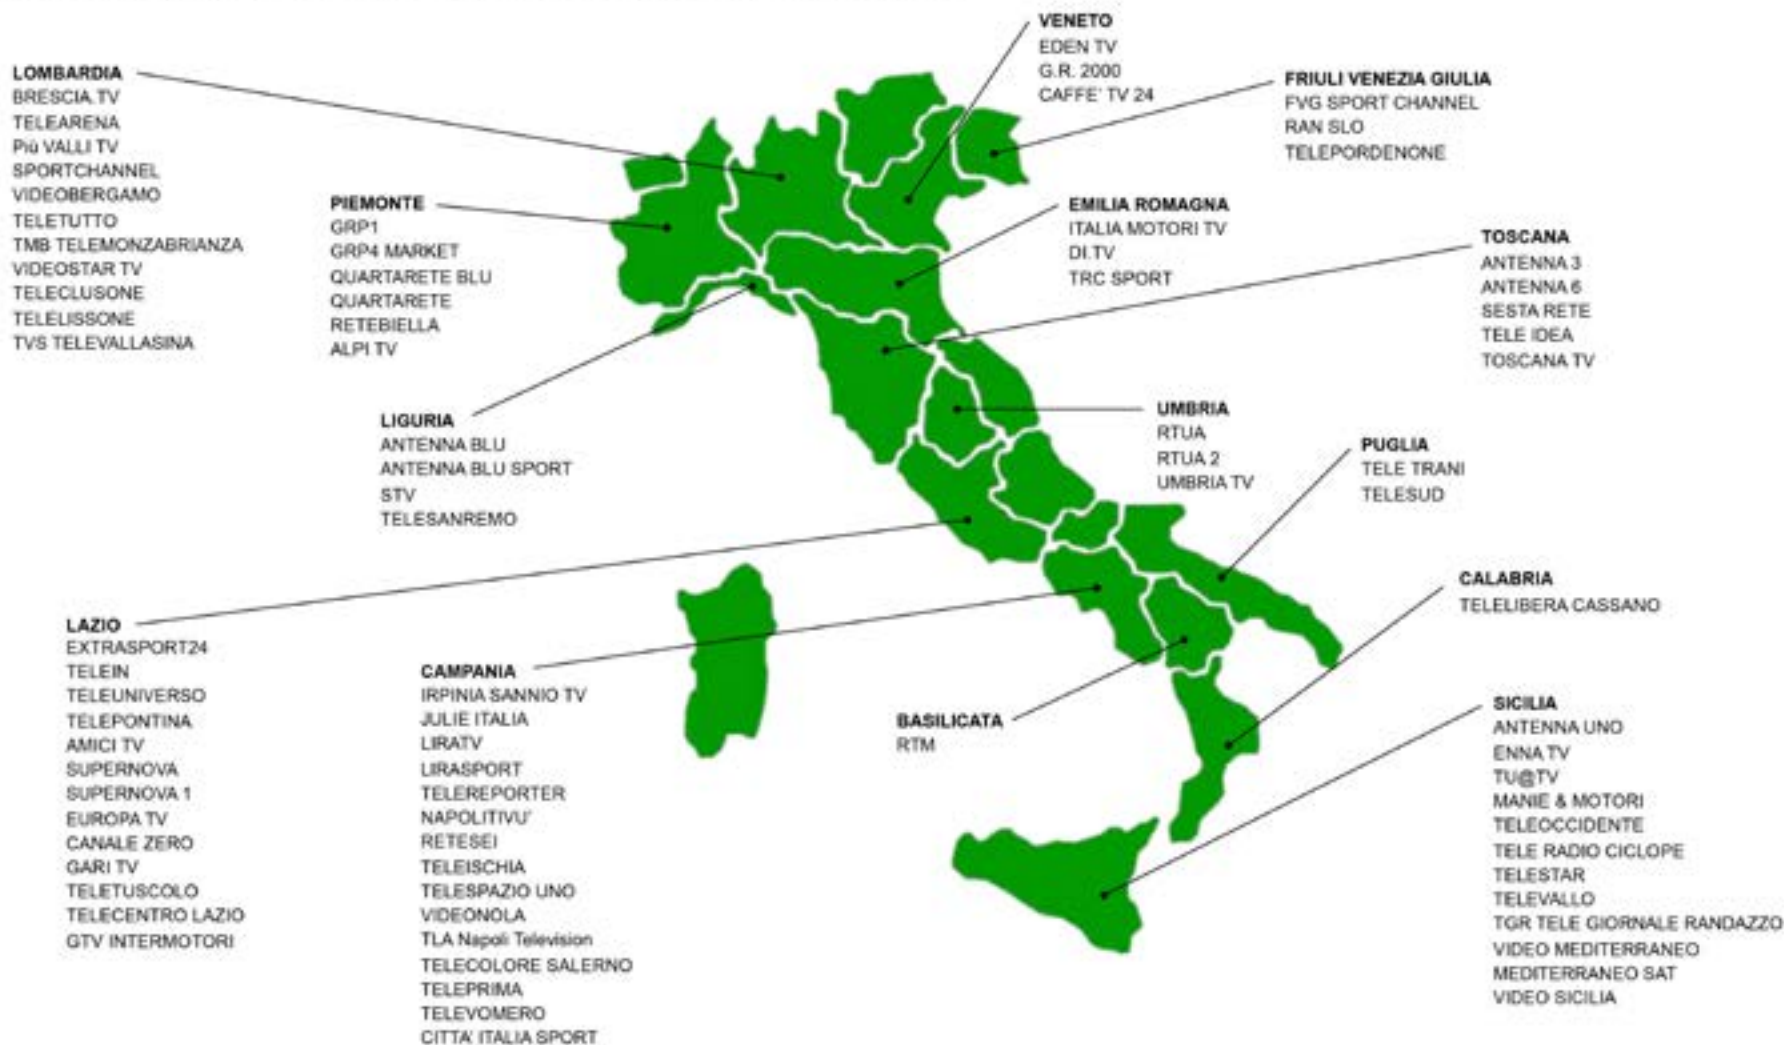 LOMBARDIA
BRESCIA.TV
TELEARENA
Più VALLI TV
SPORTCHANNEL
VIDEOBERGAMO
TELETUTTO
TMB TELEMONZABRIANZA
VIDEOSTAR TV
TELECLUSONE
TELELISSONE
TVS TELEVALLASINA
PIEMONTE
GRP1
GRP4 MARKET
QUARTARETE BLU
QUARTARETE
RETEBIELLA
ALPI TV
LIGURIA
ANTENNA BLU
ANTENNA BLU SPORT
STV
TELESANREMO
VENETO
EDEN TV
G.R. 2000
CAFFE' TV 24
FRIULI VENEZIA GIULIA
FVG SPORT CHANNEL
RAN SLO
TELEPORDENONE
EMILIA ROMAGNA
ITALIA MOTORI TV
DI.TV
TRC SPORT
TOSCANA
ANTENNA 3
ANTENNA 6
SESTA RETE
TELE IDEA
TOSCANA TV
UMBRIA
RTUA
RTUA 2
UMBRIA TV
PUGLIA
TELE TRANI
TELESUD
CALABRIA
TELELIBERA CASSANO
LAZIO
EXTRASPORT24
TELEIN
TELEUNIVERSO
TELEPONTINA
AMICI TV
SUPERNOVA
SUPERNOVA 1
EUROPA TV
CANALE ZERO
GARI TV
TELETUSCOLO
TELECENTRO LAZIO
GTV INTERMOTORI
CAMPANIA
IRPINIA SANNIO TV
JULIE ITALIA
LIRATV
LIRASPORT
TELEREPORTER
NAPOLITIVU'
RETESEI
TELEISCHIA
TELESPAZIO UNO
VIDEONOLA
TLA Napoli Television
TELECOLORE SALERNO
TELEPRIMA
TELEVOMERO
CITTA' ITALIA SPORT
BASILICATA
RTM
SICILIA
ANTENNA UNO
ENNA TV
TU@TV
MANIE & MOTORI
TELEOCCIDENTE
TELE RADIO CICLOPE
TELESTAR
TELEVALLO
TGR TELE GIORNALE RANDAZZO
VIDEO MEDITERRANEO
MEDITERRANEO SAT
VIDEO SICILIA